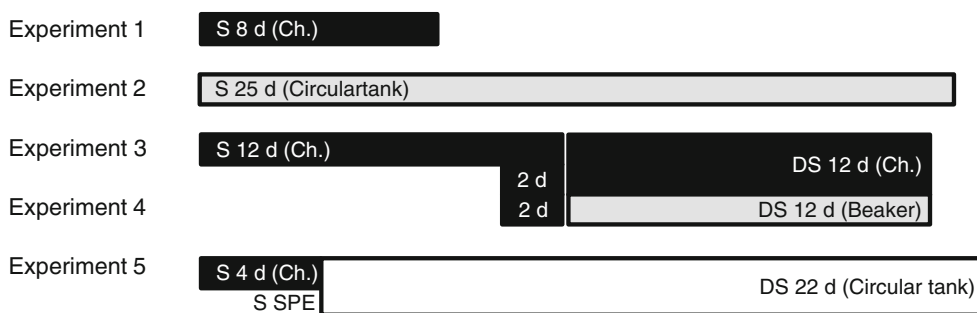 Experiment 1 S 8 d (Ch.)
Experiment 2 S 25 d (Circulartank)
Experiment 3 S 12 d (Ch.) DS 12 d (Ch.)
2 d
Experiment 4 2 d DS 12 d (Beaker)
Experiment 5 S 4 d (Ch.) DS 22 d (Circular tank)
S SPE